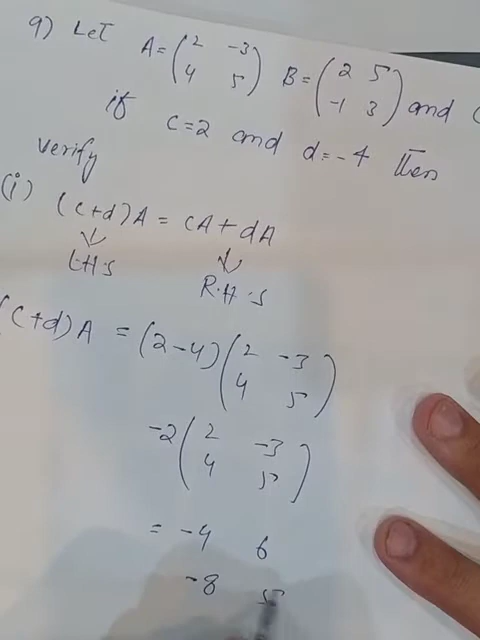 9) Let A = (2 -3 B = (2 5
4 5) -1 3) and (
if c=2 and d=-4 then
verify
(i) (c+d)A = cA + dA
L.H.S
R.H.S
(c+d)A = (2-4)(2 -3
4 5)
-2(2 -3
4 5)
= -4 6
-8 5